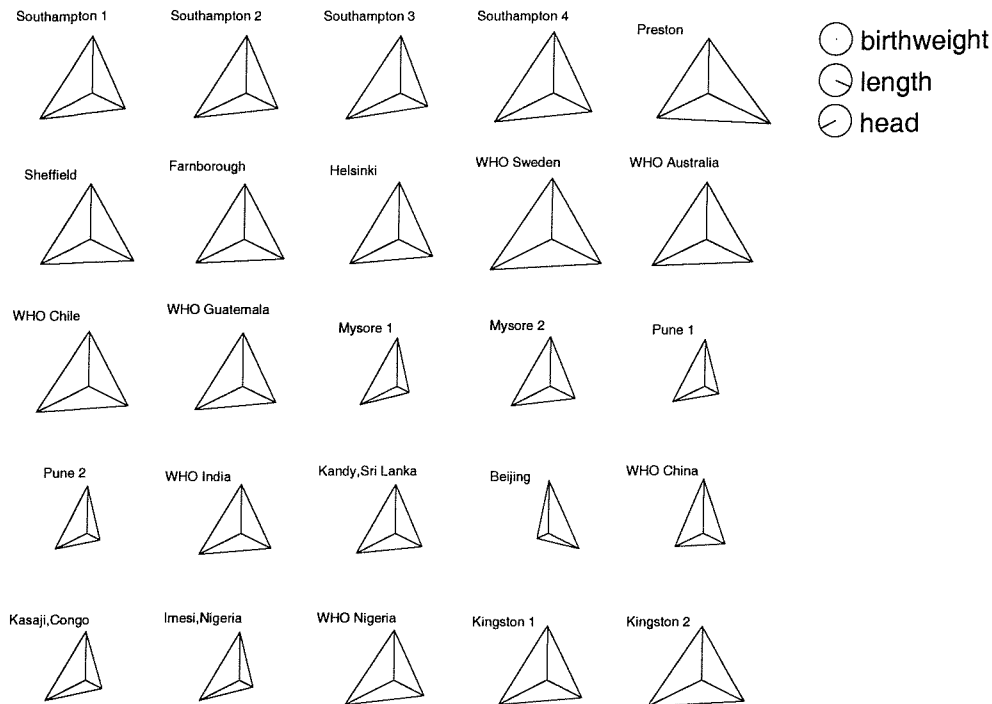 Southampton 1
Southampton 2
Southampton 3
Southampton 4
Preston
birthweight
length
head
Sheffield
Farnborough
Helsinki
WHO Sweden
WHO Australia
WHO Chile
WHO Guatemala
Mysore 1
Mysore 2
Pune 1
Pune 2
WHO India
Kandy,Sri Lanka
Beijing
WHO China
Kasaji,Congo
Imesi,Nigeria
WHO Nigeria
Kingston 1
Kingston 2